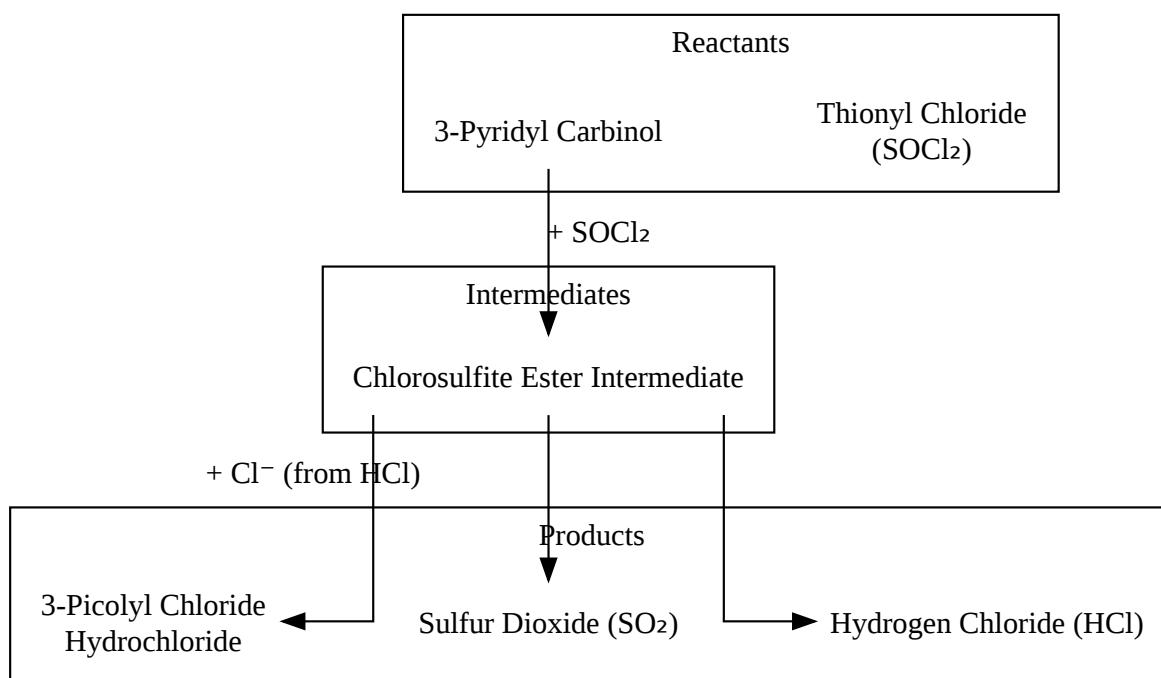 Reactants
3-Pyridyl Carbinol
Thionyl Chloride
(SOCl₂)
+ SOCl₂
Intermediates
Chlorosulfite Ester Intermediate
+ Cl⁻ (from HCl)
Products
3-Picolyl Chloride
Hydrochloride
Sulfur Dioxide (SO₂)
Hydrogen Chloride (HCl)